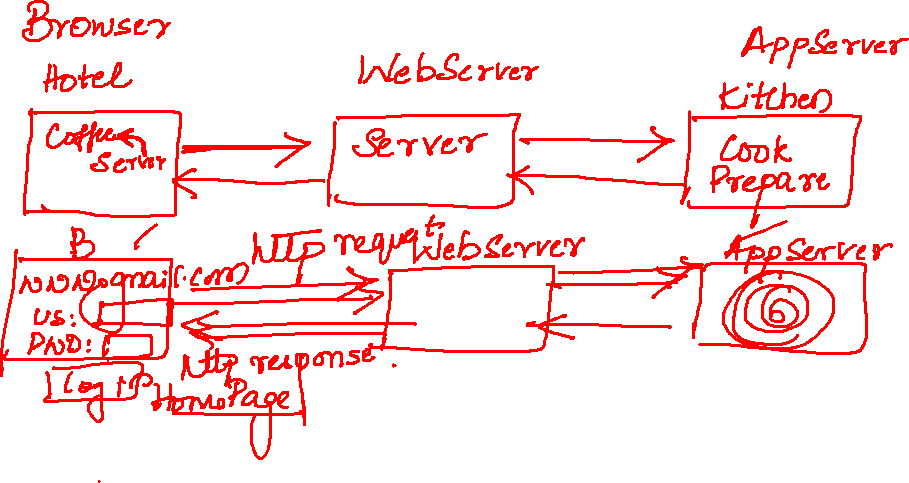 Browser
Hotel
WebServer
AppServer
Kitchen
Coffee
Server
Server
Cook
Prepare
B
http request
WebServer
AppServer
www.gmail.com
us:
PWD:
Login
http response
HomePage